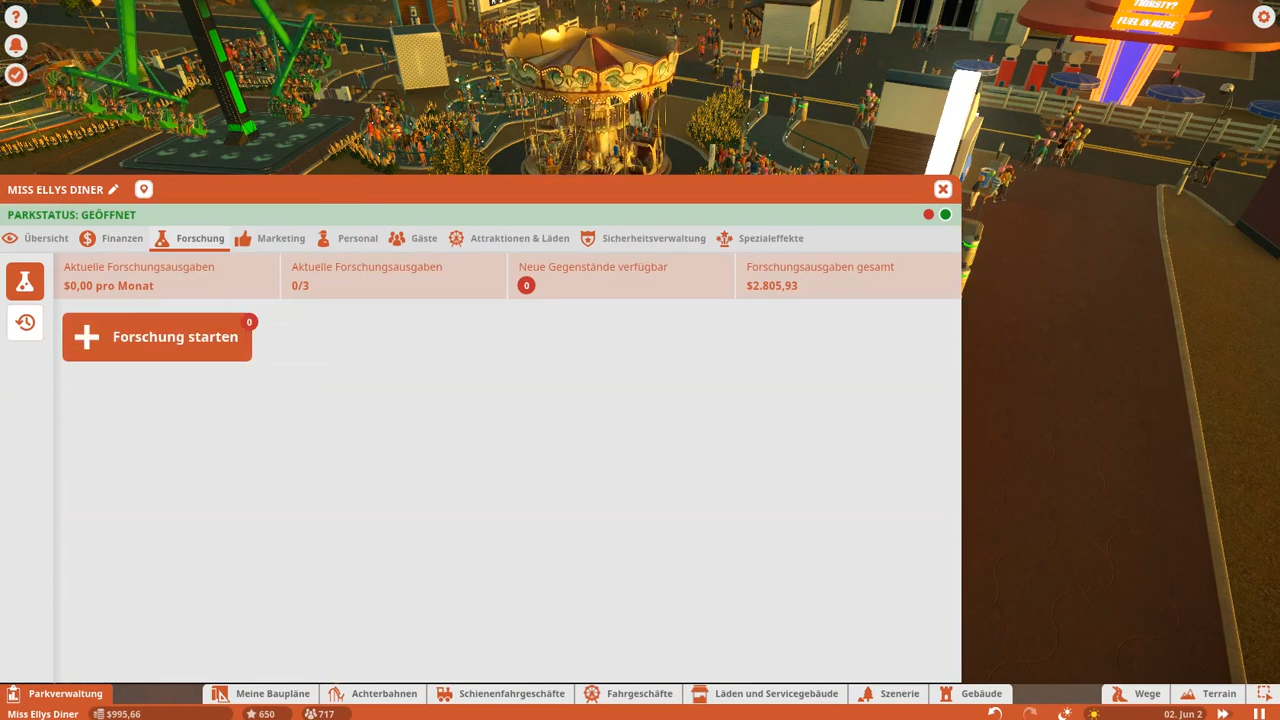 THIRSTY?
FUEL IN HERE
MISS ELLYS DINER
PARKSTATUS: GEÖFFNET
Übersicht Finanzen Forschung Marketing Personal Gäste Attraktionen & Läden Sicherheitsverwaltung Spezialeffekte
Aktuelle Forschungsausgaben Aktuelle Forschungsausgaben Neue Gegenstände verfügbar Forschungsausgaben gesamt
$0,00 pro Monat 0/3 0 $2.805,93
Forschung starten 0
Parkverwaltung Meine Baupläne Achterbahnen Schienenfahrgeschäfte Fahrgeschäfte Läden und Servicegebäude Szenerie Gebäude Wege Terrain
Miss Ellys Diner $995,66 650 717 02. Jun 2